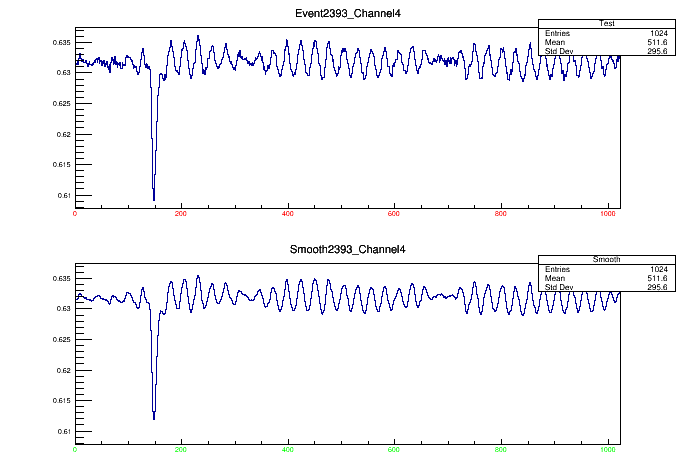 Event2393_Channel4
Test
Entries 1024
Mean 511.6
Std Dev 295.6
0.635
0.63
0.625
0.62
0.615
0.61
0 200 400 600 800 1000
Smooth2393_Channel4
Smooth
Entries 1024
Mean 511.6
Std Dev 295.6
0.635
0.63
0.625
0.62
0.615
0.61
0 200 400 600 800 1000